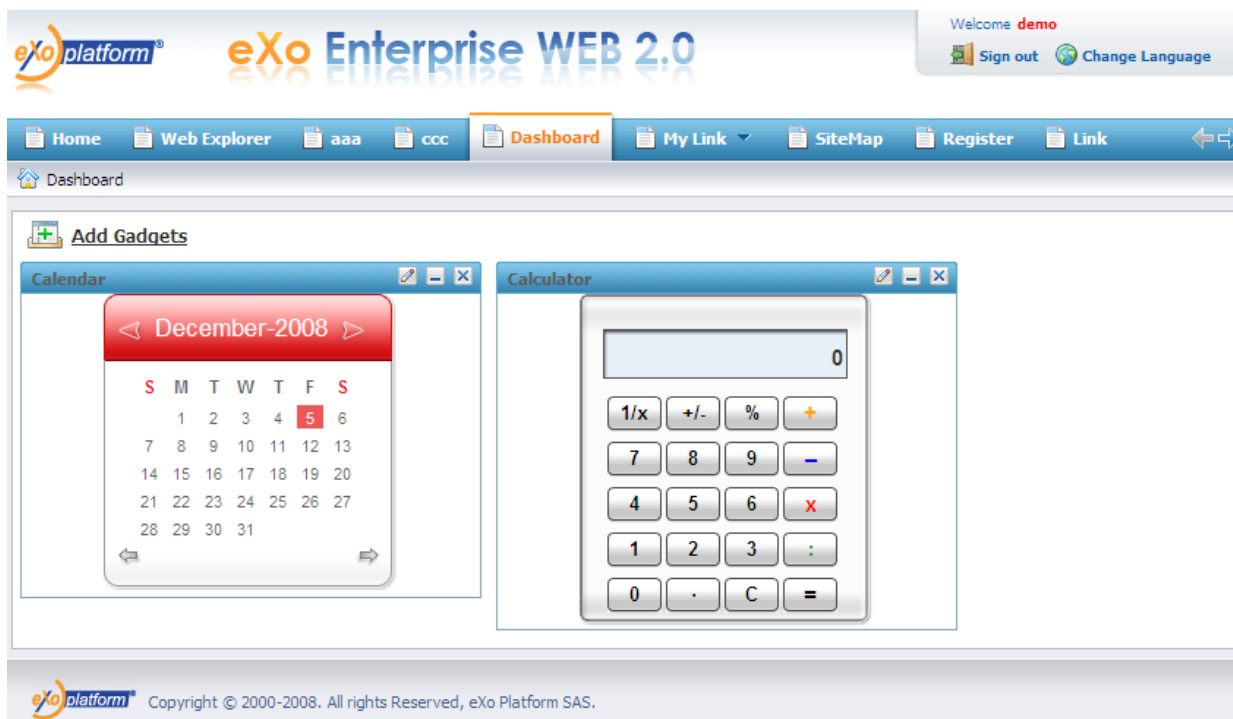 eXo platform®
eXo Enterprise WEB 2.0
Welcome demo
Sign out Change Language
Home Web Explorer aaa ccc Dashboard My Link SiteMap Register Link
Dashboard
Add Gadgets
Calendar
December-2008
S M T W T F S
1 2 3 4 5 6
7 8 9 10 11 12 13
14 15 16 17 18 19 20
21 22 23 24 25 26 27
28 29 30 31
Calculator
0
1/x +/- % +
7 8 9 −
4 5 6 x
1 2 3 :
0 . C =
eXo platform® Copyright © 2000-2008. All rights Reserved, eXo Platform SAS.